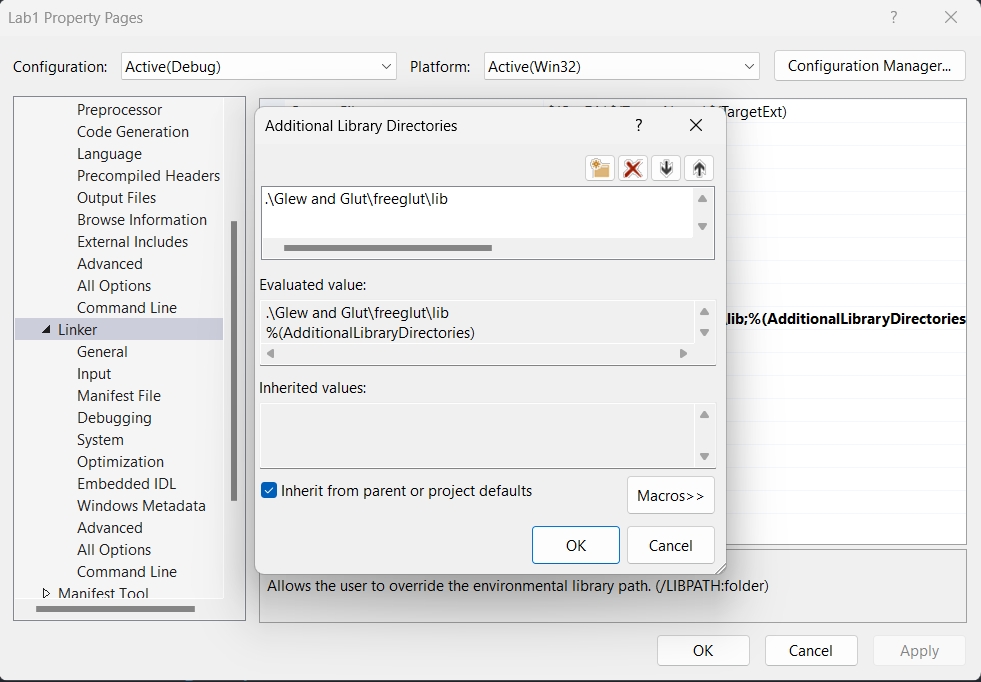 Lab1 Property Pages
?
Configuration:
Active(Debug)
Platform:
Active(Win32)
Configuration Manager...
Preprocessor
Code Generation
Language
Precompiled Headers
Output Files
Browse Information
External Includes
Advanced
All Options
Command Line
Linker
General
Input
Manifest File
Debugging
System
Optimization
Embedded IDL
Windows Metadata
Advanced
All Options
Command Line
Manifest Tool
TargetExt)
lib;%(AdditionalLibraryDirectories
Additional Library Directories
?
.\Glew and Glut\freeglut\lib
Evaluated value:
.\Glew and Glut\freeglut\lib
%(AdditionalLibraryDirectories)
Inherited values:
Inherit from parent or project defaults
Macros>>
OK
Cancel
Allows the user to override the environmental library path. (/LIBPATH:folder)
OK
Cancel
Apply